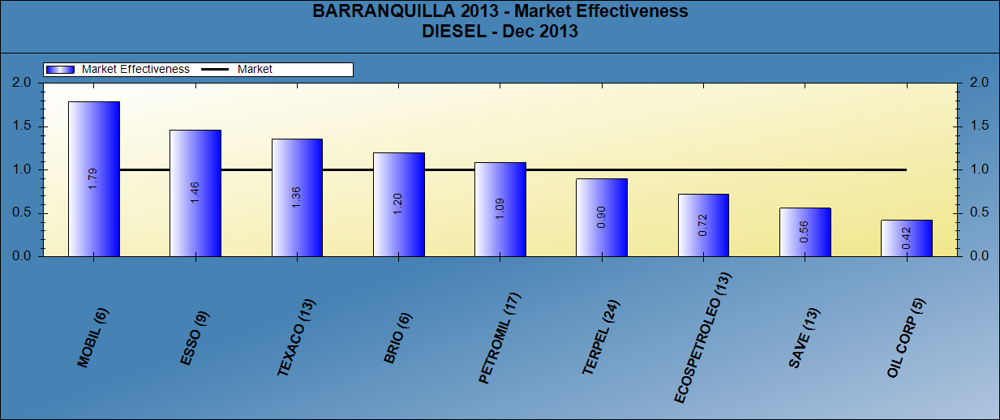 BARRANQUILLA 2013 - Market Effectiveness
DIESEL - Dec 2013
Market Effectiveness Market
2.0 2.0
1.5 1.5
1.0 1.0
0.5 0.5
0.0 0.0
1.79 1.46 1.36 1.20 1.09 0.90 0.72 0.56 0.42
MOBIL (6)
ESSO (9)
TEXACO (13)
BRIO (6)
PETROMIL (17)
TERPEL (24)
ECOSPETROLEO (13)
SAVE (13)
OIL CORP (5)